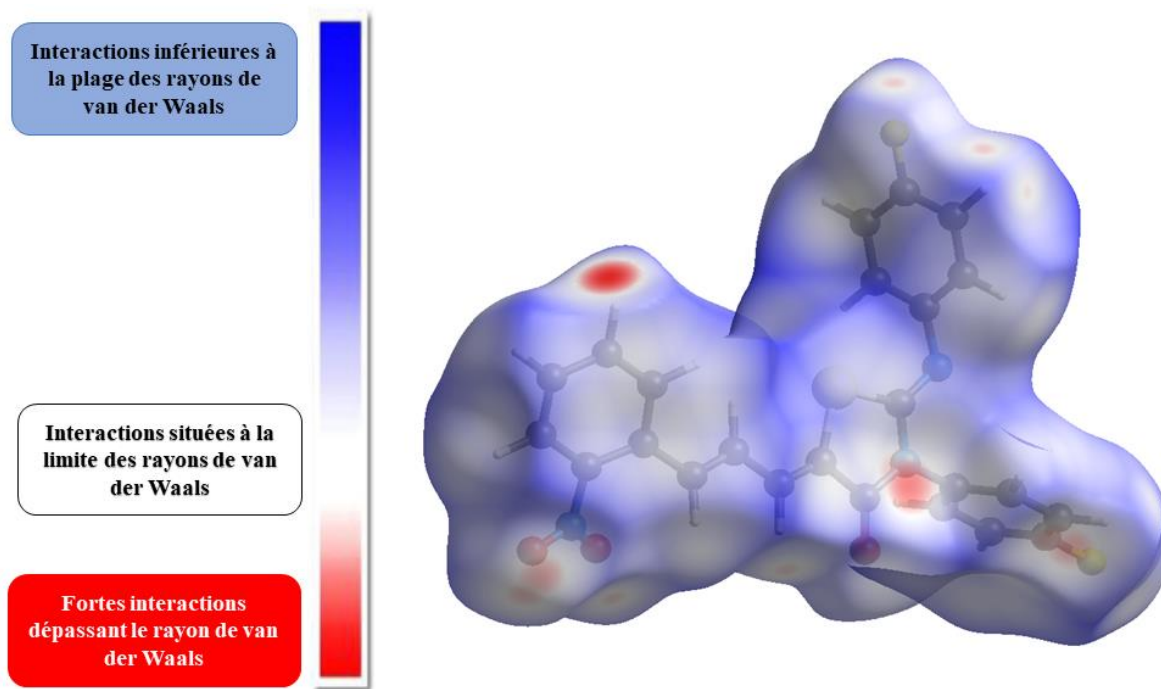 Interactions inférieures à
la plage des rayons de
van der Waals
Interactions situées à la
limite des rayons de van
der Waals
Fortes interactions
dépassant le rayon de van
der Waals